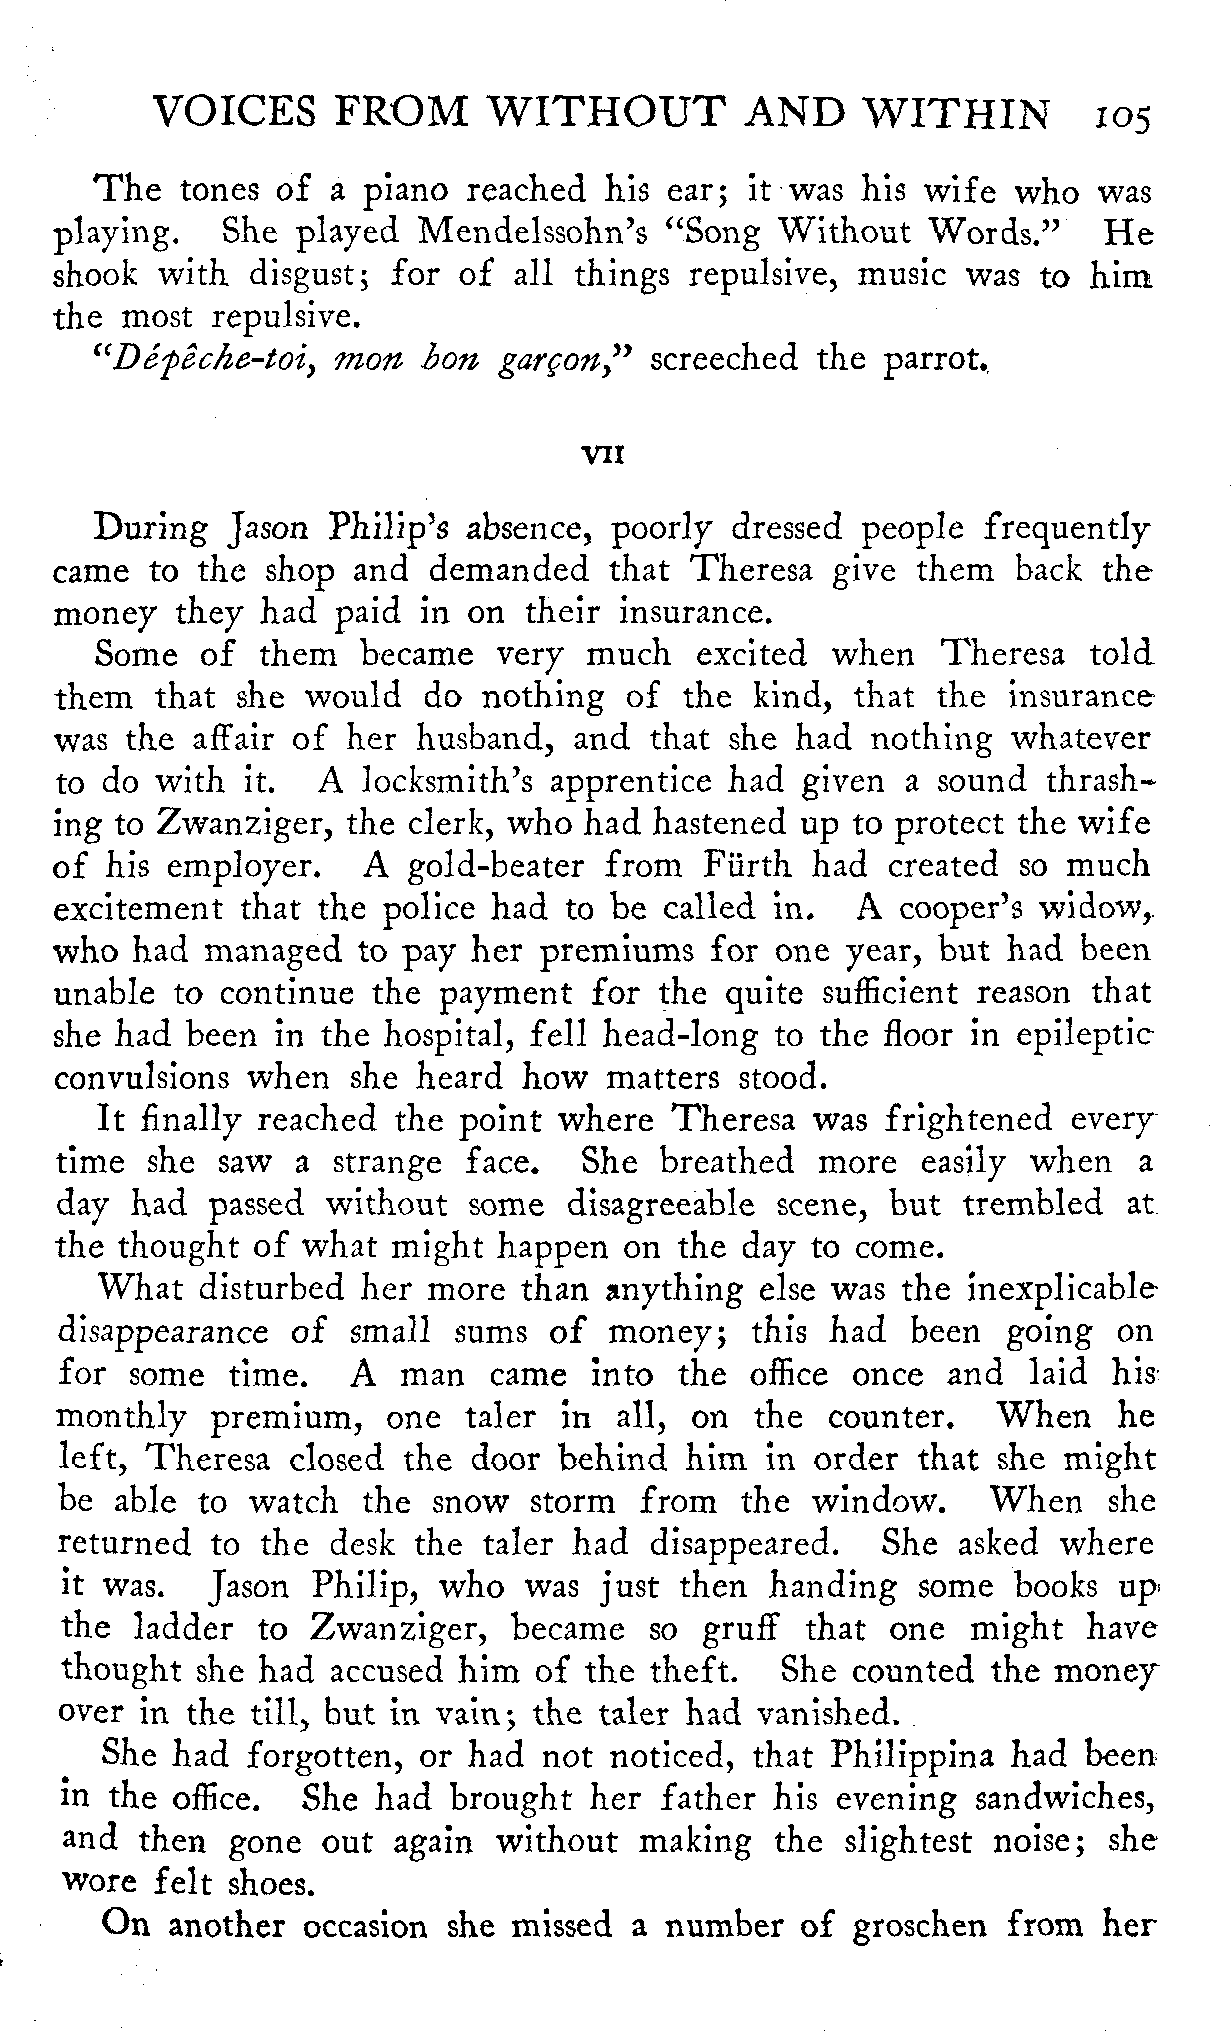 VOICES FROM WITHOUT AND WITHIN 105
The tones of a piano reached his ear; it was his wife who was
playing. She played Mendelssohn's "Song Without Words." He
shook with disgust; for of all things repulsive, music was to him
the most repulsive.
"Dépêche-toi, mon bon garçon," screeched the parrot.
VII
During Jason Philip's absence, poorly dressed people frequently
came to the shop and demanded that Theresa give them back the
money they had paid in on their insurance.
Some of them became very much excited when Theresa told
them that she would do nothing of the kind, that the insurance
was the affair of her husband, and that she had nothing whatever
to do with it. A locksmith's apprentice had given a sound thrash-
ing to Zwanziger, the clerk, who had hastened up to protect the wife
of his employer. A gold-beater from Fürth had created so much
excitement that the police had to be called in. A cooper's widow,
who had managed to pay her premiums for one year, but had been
unable to continue the payment for the quite sufficient reason that
she had been in the hospital, fell head-long to the floor in epileptic
convulsions when she heard how matters stood.
It finally reached the point where Theresa was frightened every
time she saw a strange face. She breathed more easily when a
day had passed without some disagreeable scene, but trembled at
the thought of what might happen on the day to come.
What disturbed her more than anything else was the inexplicable
disappearance of small sums of money; this had been going on
for some time. A man came into the office once and laid his
monthly premium, one taler in all, on the counter. When he
left, Theresa closed the door behind him in order that she might
be able to watch the snow storm from the window. When she
returned to the desk the taler had disappeared. She asked where
it was. Jason Philip, who was just then handing some books up
the ladder to Zwanziger, became so gruff that one might have
thought she had accused him of the theft. She counted the money
over in the till, but in vain; the taler had vanished.
She had forgotten, or had not noticed, that Philippina had been
in the office. She had brought her father his evening sandwiches,
and then gone out again without making the slightest noise; she
wore felt shoes.
On another occasion she missed a number of groschen from her